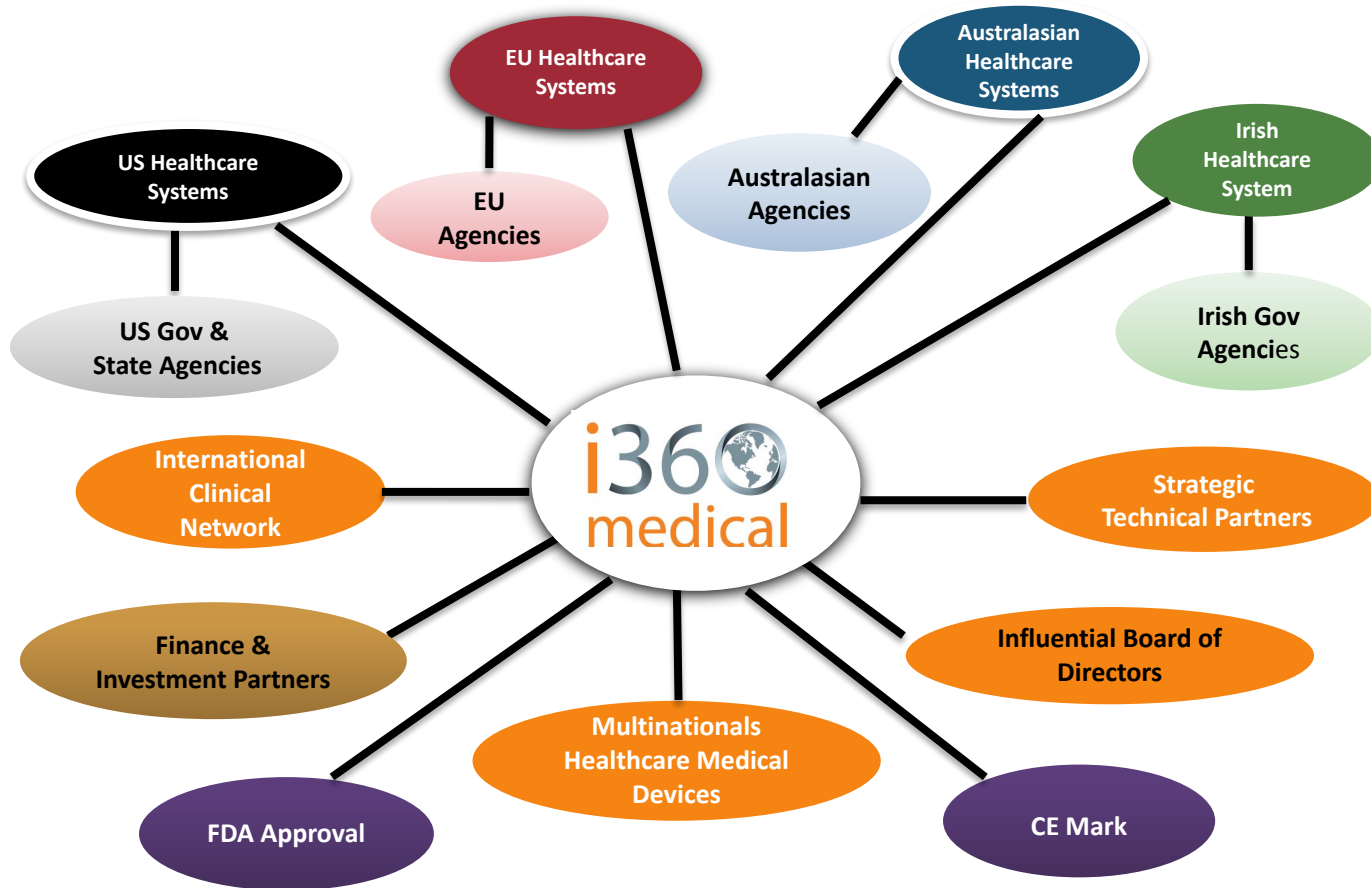 EU Healthcare
Systems
Australasian
Healthcare
Systems
US Healthcare
Systems
Irish
Healthcare
System
EU
Agencies
Australasian
Agencies
US Gov &
State Agencies
Irish Gov
Agencies
i360
medical
International
Clinical
Network
Strategic
Technical Partners
Finance &
Investment Partners
Influential Board of
Directors
Multinationals
Healthcare Medical
Devices
FDA Approval
CE Mark